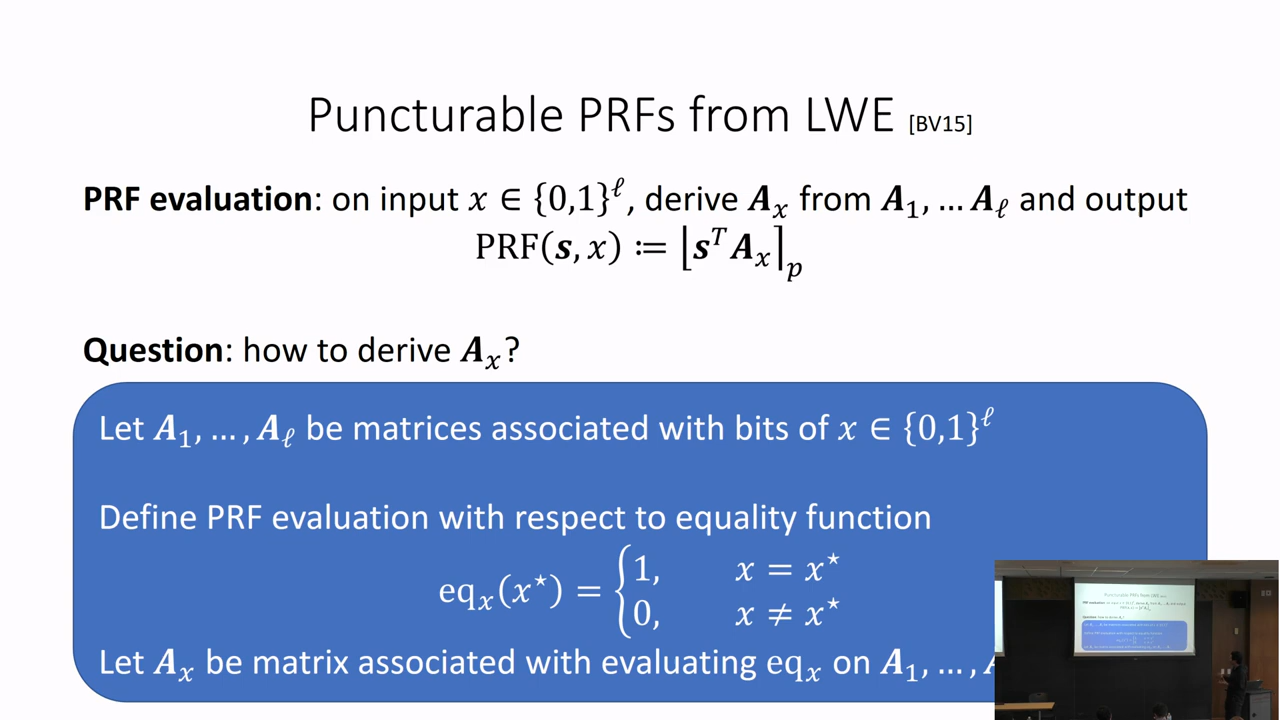 Puncturable PRFs from LWE [BV15]
PRF evaluation: on input 𝑥 ∈ {0,1}^ℓ, derive 𝑨_𝑥 from 𝑨_1, … 𝑨_ℓ and output
PRF(𝒔, 𝑥) ≔ ⌊𝒔^𝑇 𝑨_𝑥⌋_𝑝
Question: how to derive 𝑨_𝑥?
Let 𝑨_1, … , 𝑨_ℓ be matrices associated with bits of 𝑥 ∈ {0,1}^ℓ
Define PRF evaluation with respect to equality function
eq_𝑥(𝑥^⋆) = { 1, 𝑥 = 𝑥^⋆
0, 𝑥 ≠ 𝑥^⋆
Let 𝑨_𝑥 be matrix associated with evaluating eq_𝑥 on 𝑨_1, … ,